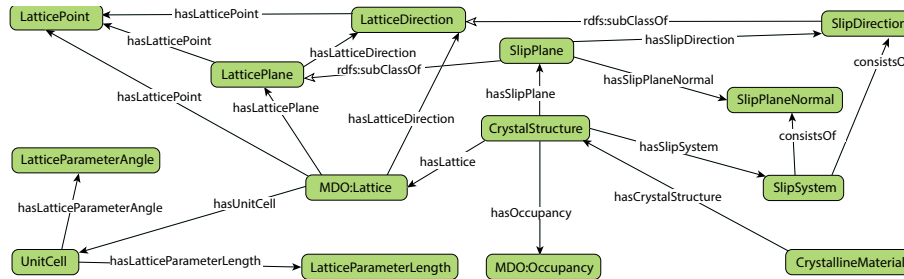 LatticePoint
hasLatticePoint
LatticeDirection
rdfs:subClassOf
SlipDirection
hasLatticePoint
hasLatticeDirection
SlipPlane
hasSlipDirection
LatticePlane
rdfs:subClassOf
consistsOf
hasSlipPlaneNormal
hasLatticePoint
hasLatticePlane
hasSlipPlane
SlipPlaneNormal
hasLatticeDirection
CrystalStructure
consistsOf
LatticeParameterAngle
hasLattice
hasSlipSystem
MDO:Lattice
SlipSystem
hasLatticeParameterAngle
hasUnitCell
hasCrystalStructure
hasOccupancy
UnitCell
hasLatticeParameterLength
LatticeParameterLength
MDO:Occupancy
CrystallineMaterial